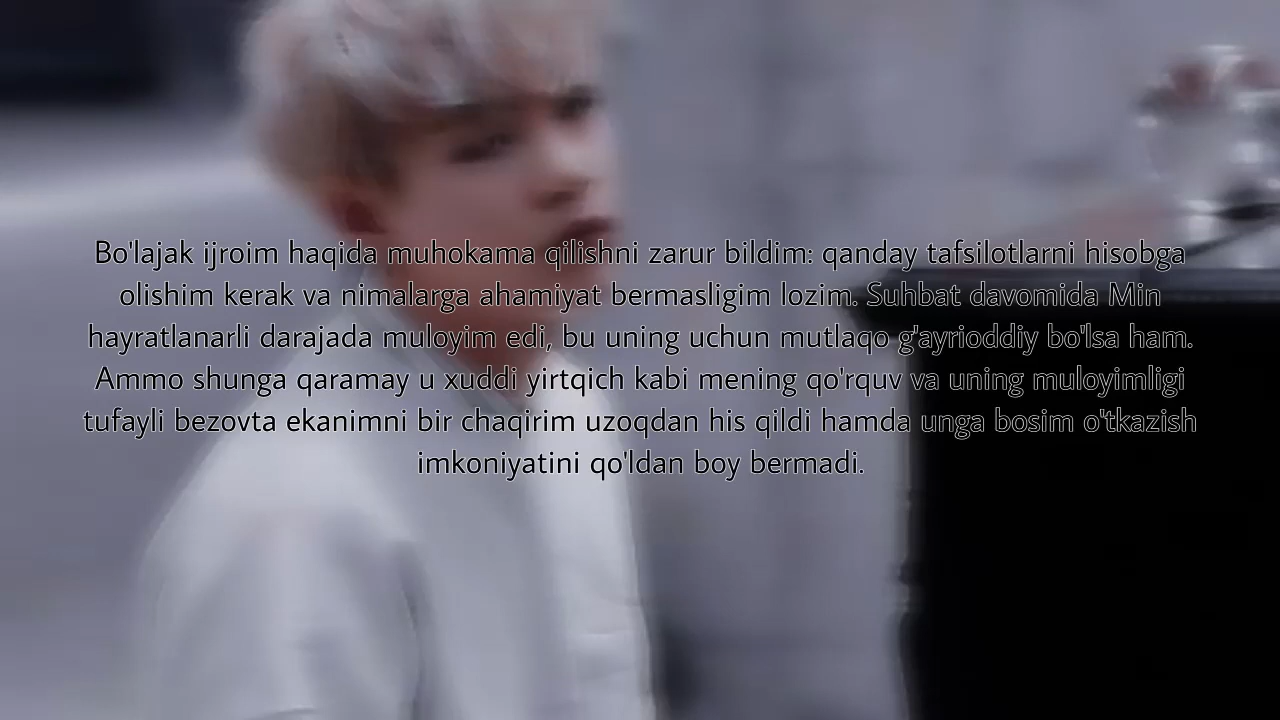 Bo'lajak ijroim haqida muhokama qilishni zarur bildim: qanday tafsilotlarni hisobga
olishim kerak va nimalarga ahamiyat bermasligim lozim. Suhbat davomida Min
hayratlanarli darajada muloyim edi, bu uning uchun mutlaqo g'ayrioddiy bo'lsa ham.
Ammo shunga qaramay u xuddi yirtqich kabi mening qo'rquv va uning muloyimligi
tufayli bezovta ekanimni bir chaqirim uzoqdan his qildi hamda unga bosim o'tkazish
imkoniyatini qo'ldan boy bermadi.